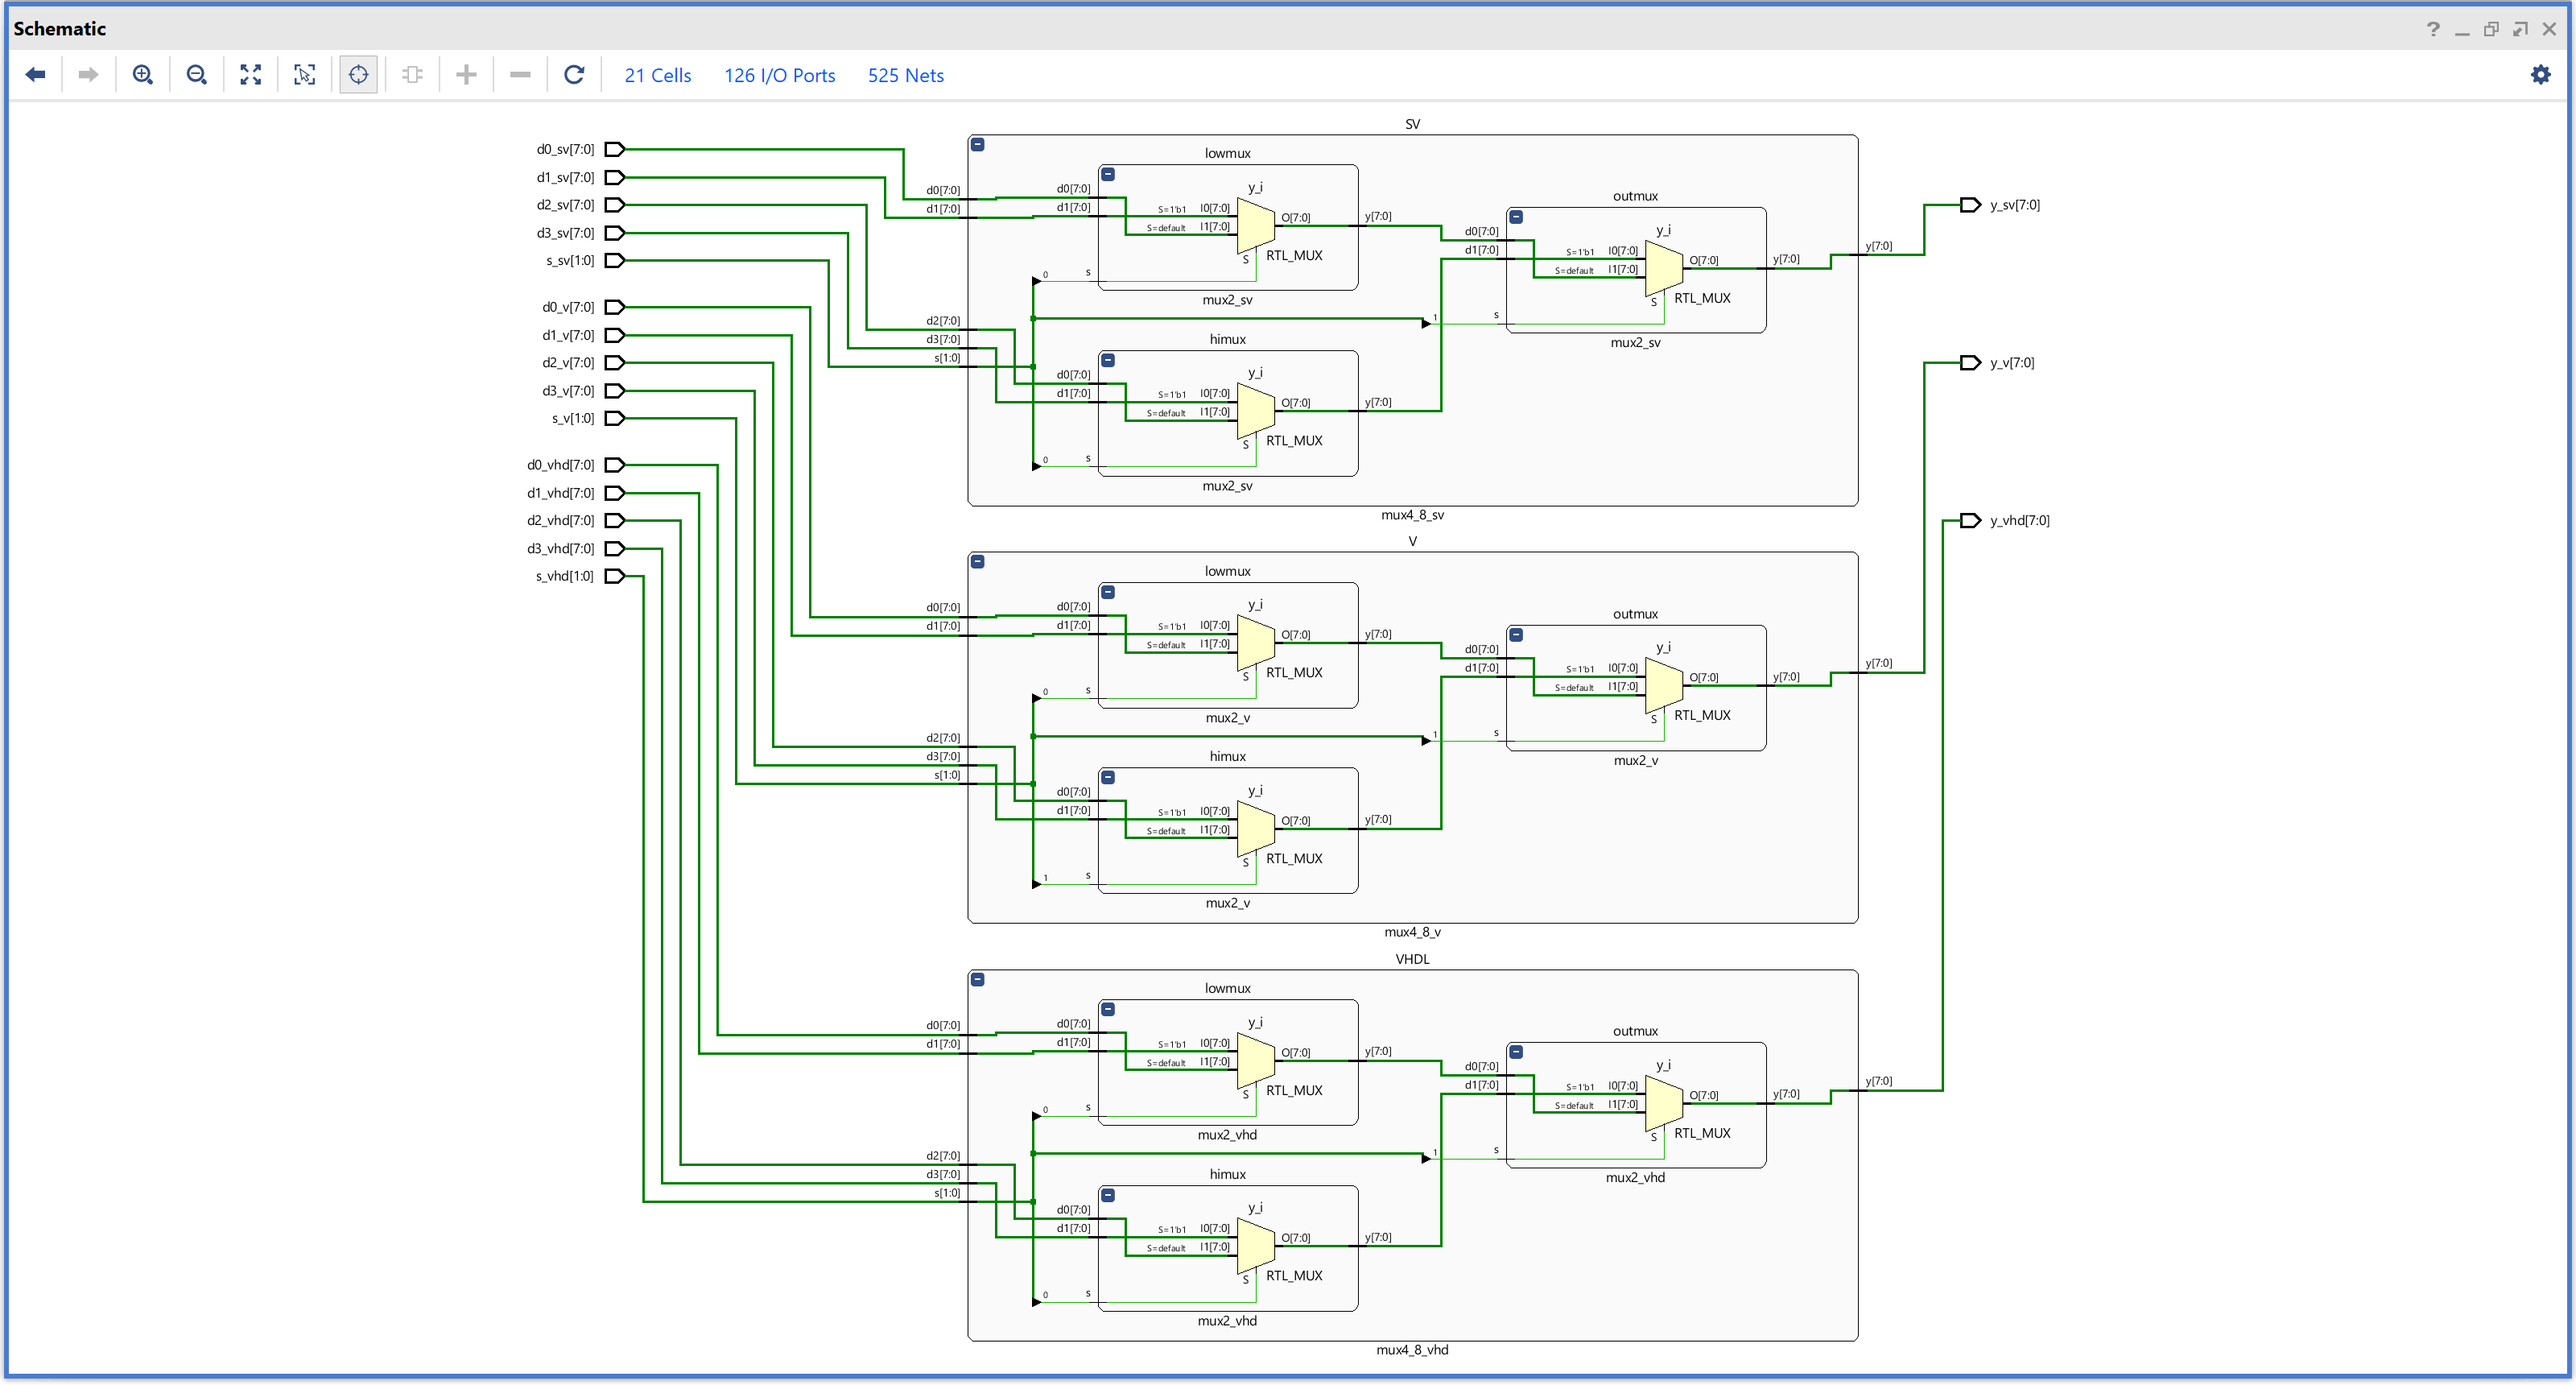 Schematic
21 Cells 126 I/O Ports 525 Nets
d0_sv[7:0]
d1_sv[7:0]
d2_sv[7:0]
d3_sv[7:0]
s_sv[1:0]
d0_v[7:0]
d1_v[7:0]
d2_v[7:0]
d3_v[7:0]
s_v[1:0]
d0_vhd[7:0]
d1_vhd[7:0]
d2_vhd[7:0]
d3_vhd[7:0]
s_vhd[1:0]
SV
d0[7:0]
d1[7:0]
d2[7:0]
d3[7:0]
s[1:0]
lowmux
d0[7:0]
d1[7:0]
y_i
S=1'b1 I0[7:0]
S=default I1[7:0]
O[7:0]
S RTL_MUX
y[7:0]
0 s
mux2_sv
himux
d0[7:0]
d1[7:0]
y_i
S=1'b1 I0[7:0]
S=default I1[7:0]
O[7:0]
S RTL_MUX
y[7:0]
0 s
mux2_sv
outmux
d0[7:0]
d1[7:0]
y_i
S=1'b1 I0[7:0]
S=default I1[7:0]
O[7:0]
S RTL_MUX
y[7:0]
1 s
mux2_sv
y[7:0]
mux4_8_sv
V
d0[7:0]
d1[7:0]
d2[7:0]
d3[7:0]
s[1:0]
lowmux
d0[7:0]
d1[7:0]
y_i
S=1'b1 I0[7:0]
S=default I1[7:0]
O[7:0]
S RTL_MUX
y[7:0]
0 s
mux2_v
himux
d0[7:0]
d1[7:0]
y_i
S=1'b1 I0[7:0]
S=default I1[7:0]
O[7:0]
S RTL_MUX
y[7:0]
1 s
mux2_v
outmux
d0[7:0]
d1[7:0]
y_i
S=1'b1 I0[7:0]
S=default I1[7:0]
O[7:0]
S RTL_MUX
y[7:0]
1 s
mux2_v
y[7:0]
mux4_8_v
VHDL
d0[7:0]
d1[7:0]
d2[7:0]
d3[7:0]
s[1:0]
lowmux
d0[7:0]
d1[7:0]
y_i
S=1'b1 I0[7:0]
S=default I1[7:0]
O[7:0]
S RTL_MUX
y[7:0]
0 s
mux2_vhd
himux
d0[7:0]
d1[7:0]
y_i
S=1'b1 I0[7:0]
S=default I1[7:0]
O[7:0]
S RTL_MUX
y[7:0]
0 s
mux2_vhd
outmux
d0[7:0]
d1[7:0]
y_i
S=1'b1 I0[7:0]
S=default I1[7:0]
O[7:0]
S RTL_MUX
y[7:0]
1 s
mux2_vhd
y[7:0]
mux4_8_vhd
y_sv[7:0]
y_v[7:0]
y_vhd[7:0]